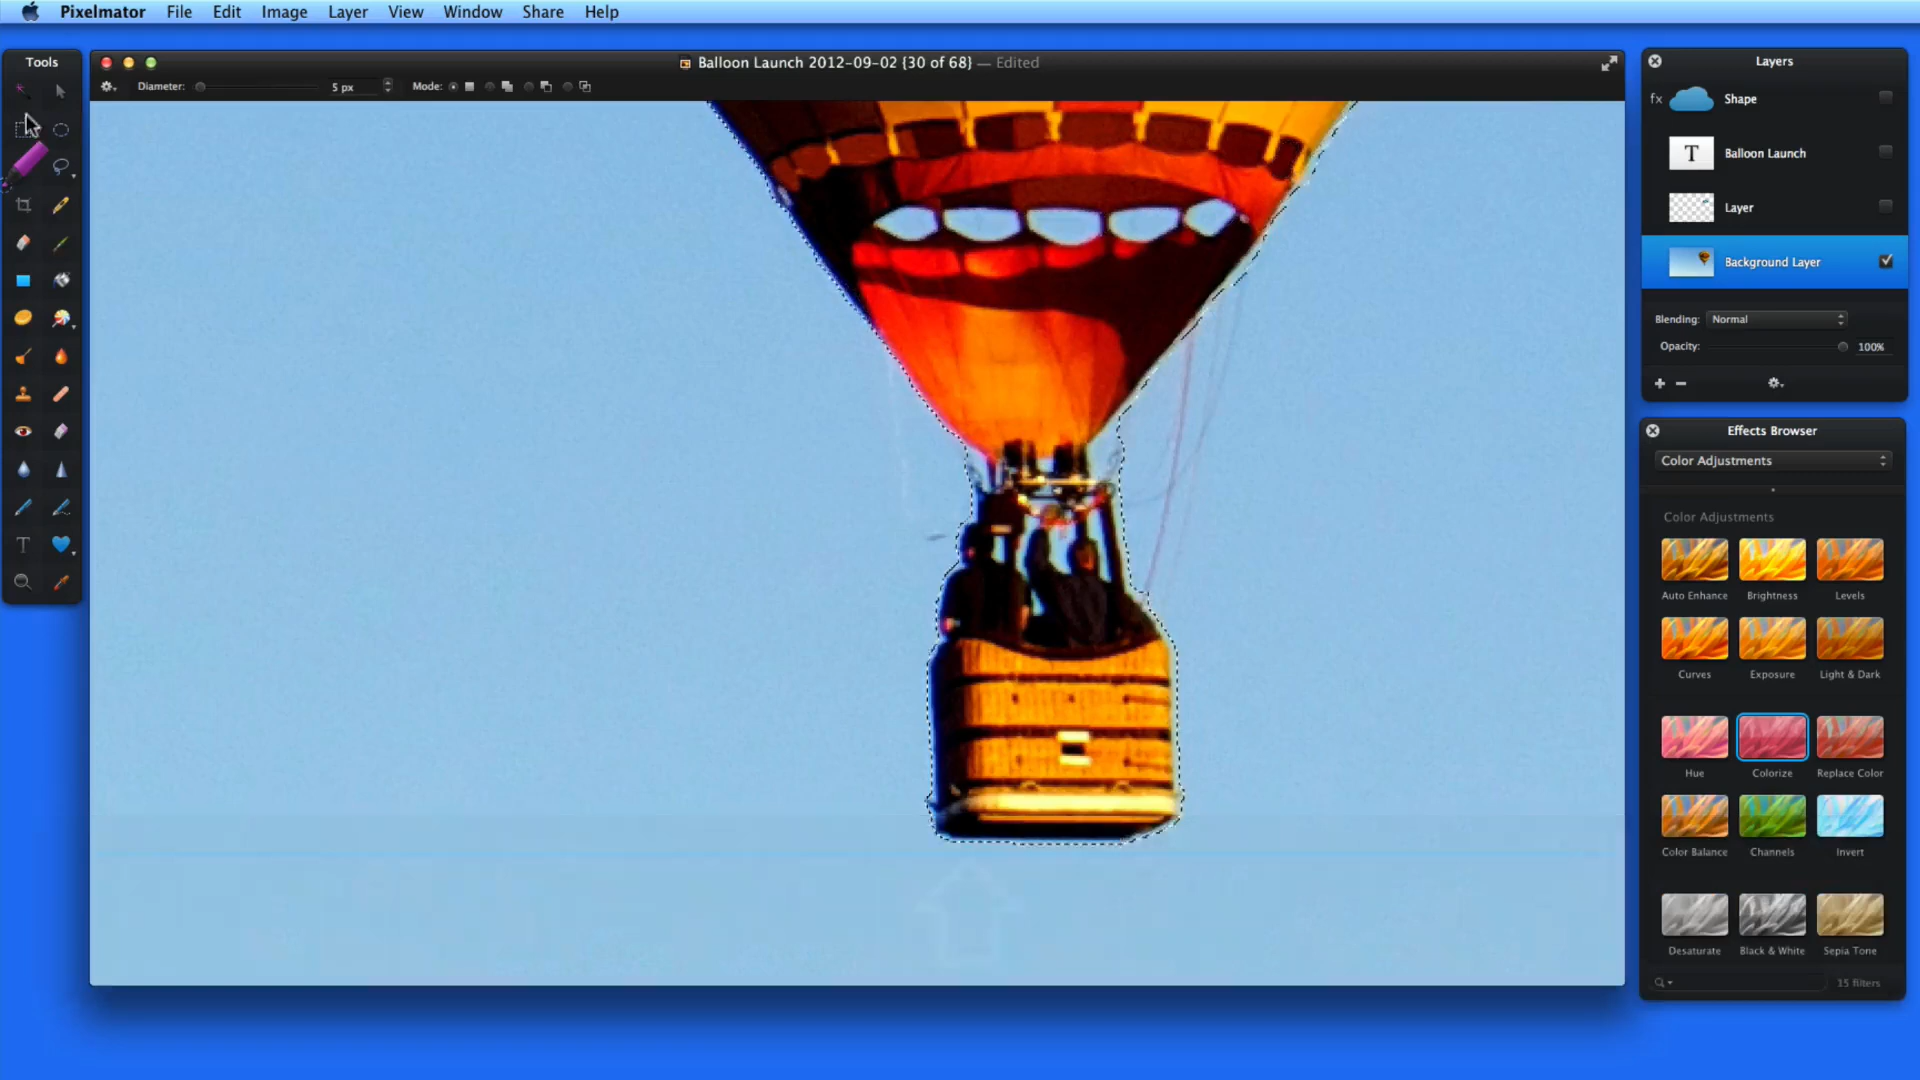 Pixelmator File Edit Image Layer View Window Share Help
Tools
Balloon Launch 2012-09-02 {30 of 68} — Edited
Diameter: 5 px Mode:
T
Layers
fx Shape
T Balloon Launch
Layer
Background Layer
Blending: Normal
Opacity: 100%
Effects Browser
Color Adjustments
Color Adjustments
Auto Enhance Brightness Levels
Curves Exposure Light & Dark
Hue Colorize Replace Color
Color Balance Channels Invert
Desaturate Black & White Sepia Tone
15 filters